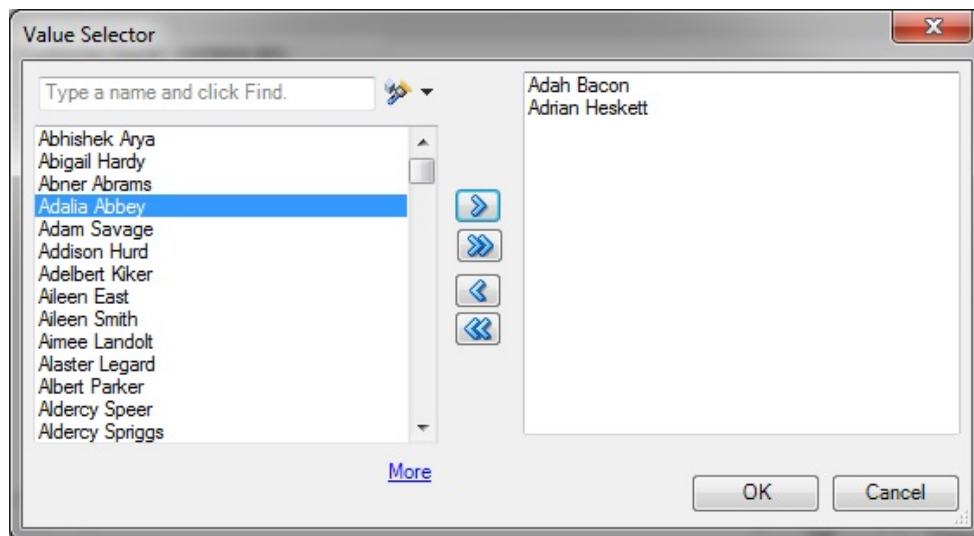 Value Selector
Type a name and click Find.
Abhishek Arya
Abigail Hardy
Abner Abrams
Adalia Abbey
Adam Savage
Addison Hurd
Adelbert Kiker
Aileen East
Aileen Smith
Aimee Landolt
Alaster Legard
Albert Parker
Aldercy Speer
Aldercy Spriggs
More
Adah Bacon
Adrian Heskett
OK
Cancel